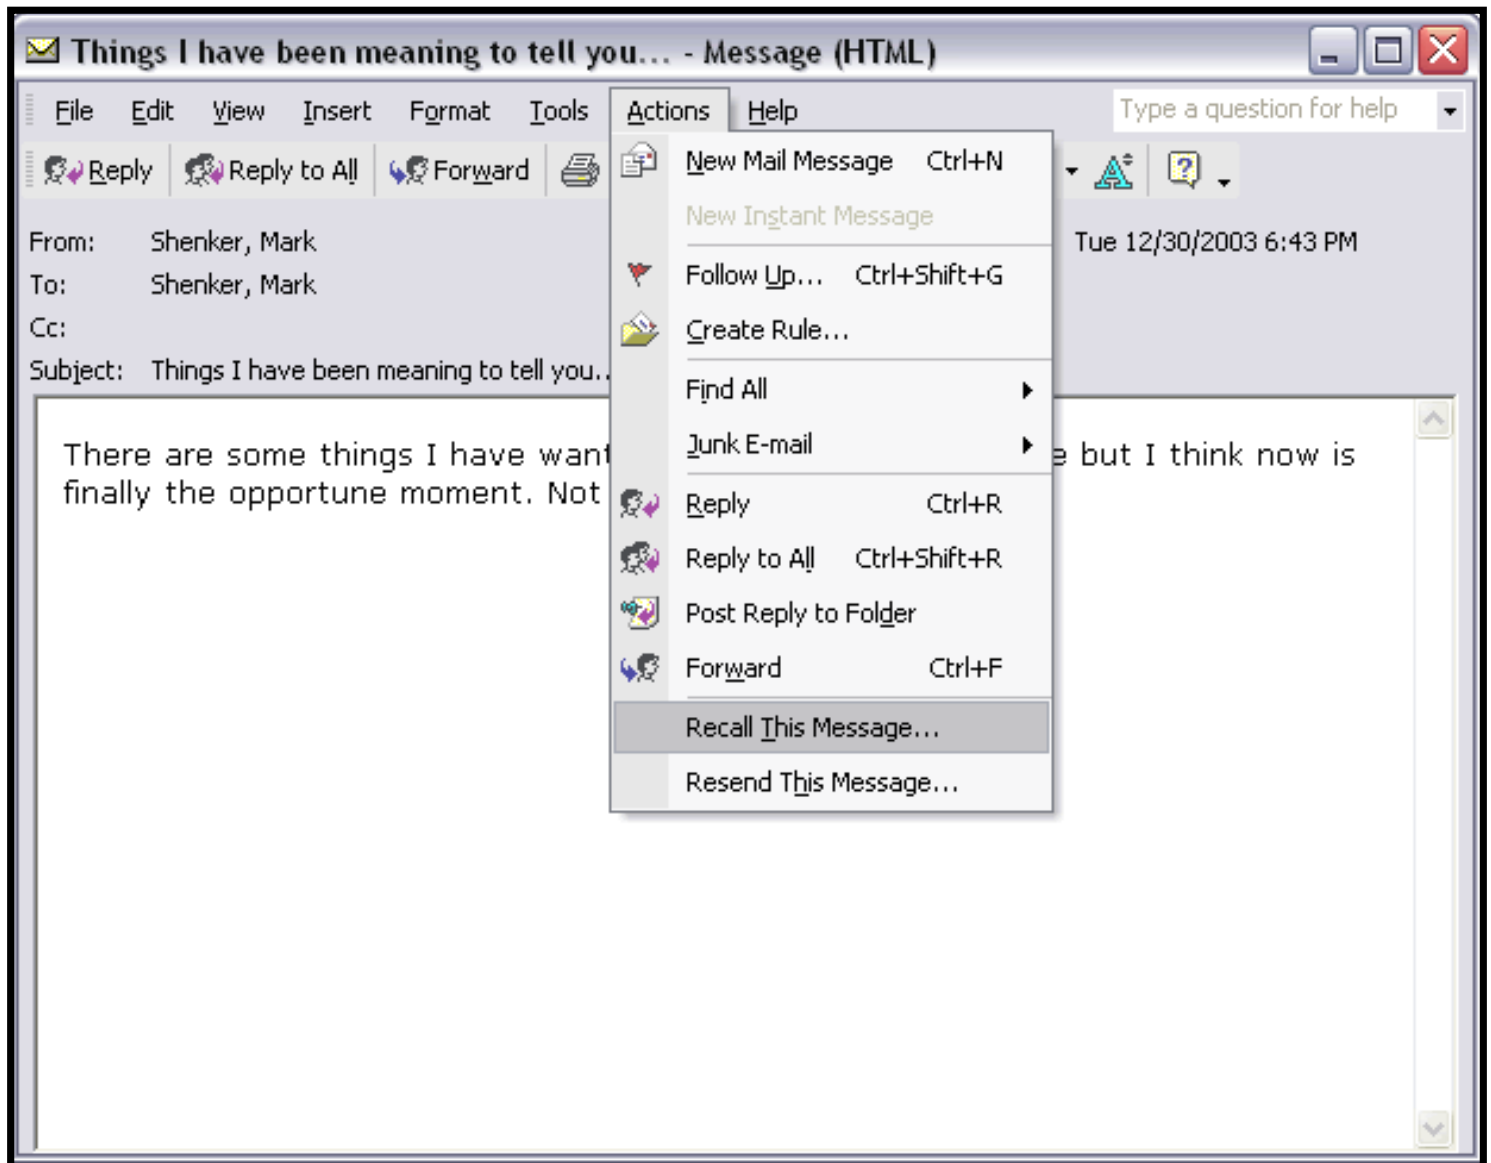 Things I have been meaning to tell you... - Message (HTML)
File Edit View Insert Format Tools Actions Help Type a question for help
Reply Reply to All Forward
From: Shenker, Mark Tue 12/30/2003 6:43 PM
To: Shenker, Mark
Cc:
Subject: Things I have been meaning to tell you..
There are some things I have want e but I think now is
finally the opportune moment. Not
New Mail Message Ctrl+N
New Instant Message
Follow Up... Ctrl+Shift+G
Create Rule...
Find All
Junk E-mail
Reply Ctrl+R
Reply to All Ctrl+Shift+R
Post Reply to Folder
Forward Ctrl+F
Recall This Message...
Resend This Message...